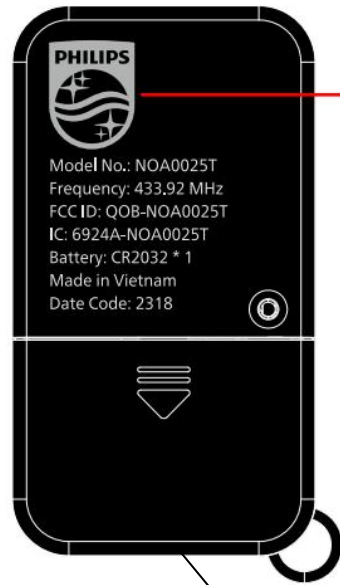 PHILIPS
Model No.: NOA0025T
Frequency: 433.92 MHz
FCC ID: QOB-NOA0025T
IC: 6924A-NOA0025T
Battery: CR2032 * 1
Made in Vietnam
Date Code: 2318